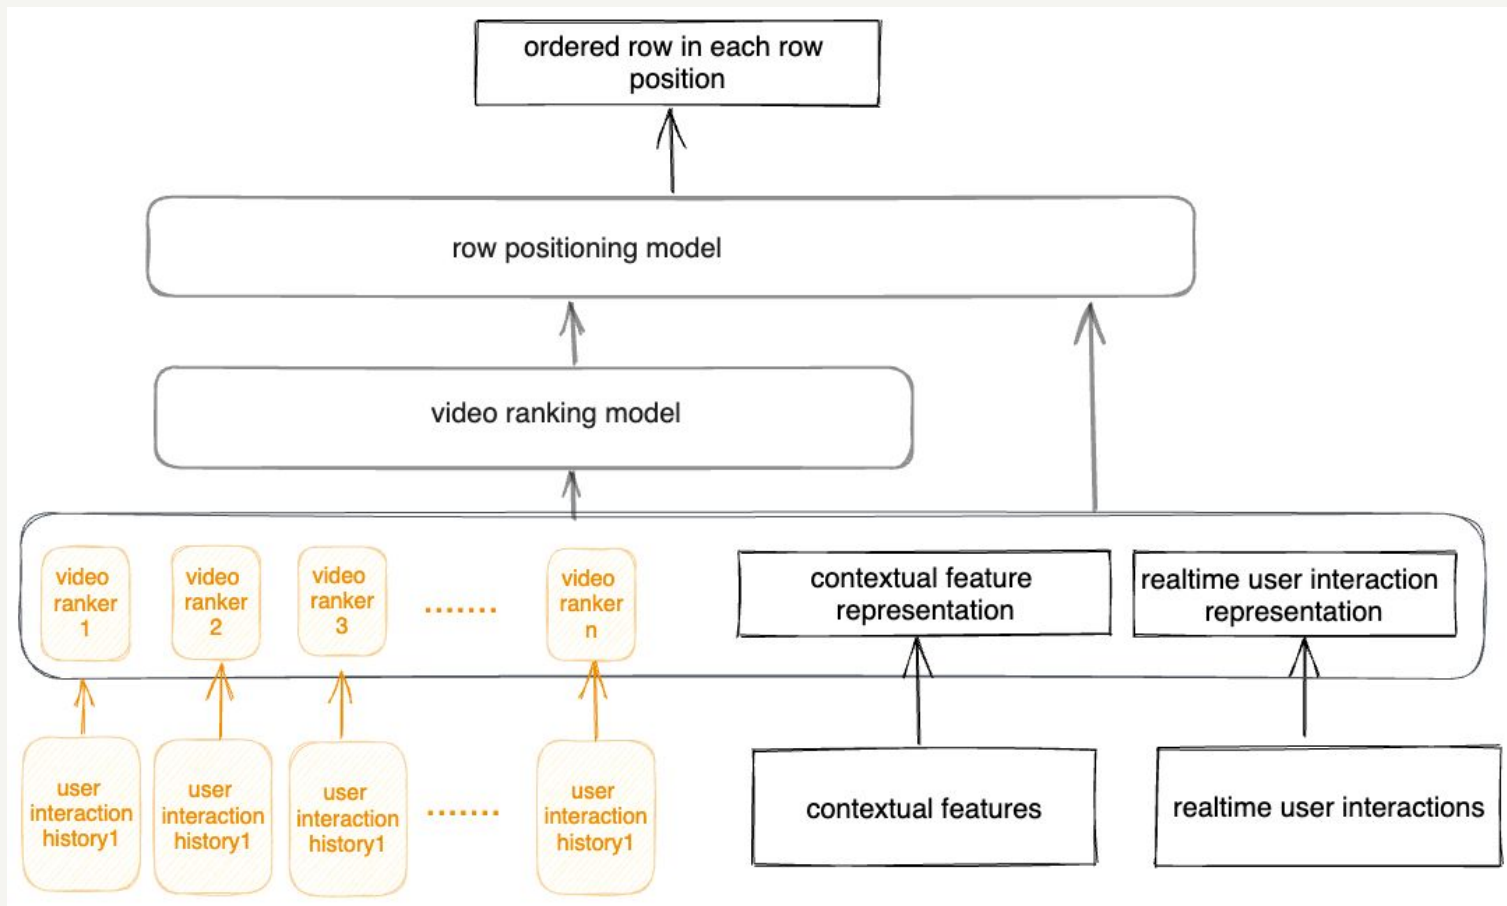 ordered row in each row
position
row positioning model
video ranking model
video
ranker
1
video
ranker
2
video
ranker
3
.......
video
ranker
n
contextual feature
representation
realtime user interaction
representation
user
interaction
history1
user
interaction
history1
user
interaction
history1
.......
user
interaction
history1
contextual features
realtime user interactions